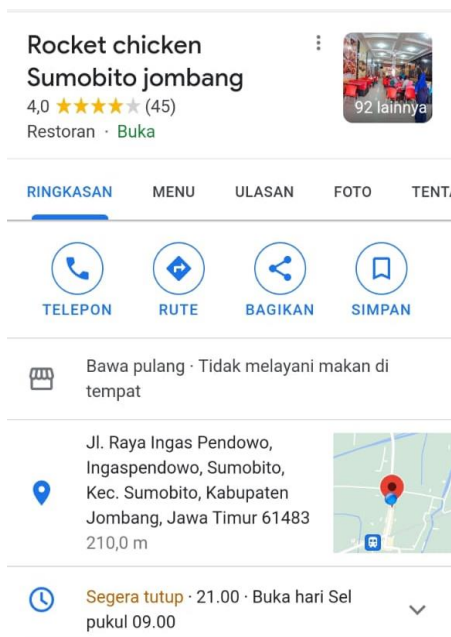 Rocket chicken
Sumobito jombang
4,0 ★★★★★ (45)
92 lainnya
Restoran · Buka
RINGKASAN MENU ULASAN FOTO TENTA
TELEPON RUTE BAGIKAN SIMPAN
Bawa pulang · Tidak melayani makan di
tempat
Jl. Raya Ingas Pendowo,
Ingaspendowo, Sumobito,
Kec. Sumobito, Kabupaten
Jombang, Jawa Timur 61483
210,0 m
Segera tutup · 21.00 · Buka hari Sel
pukul 09.00